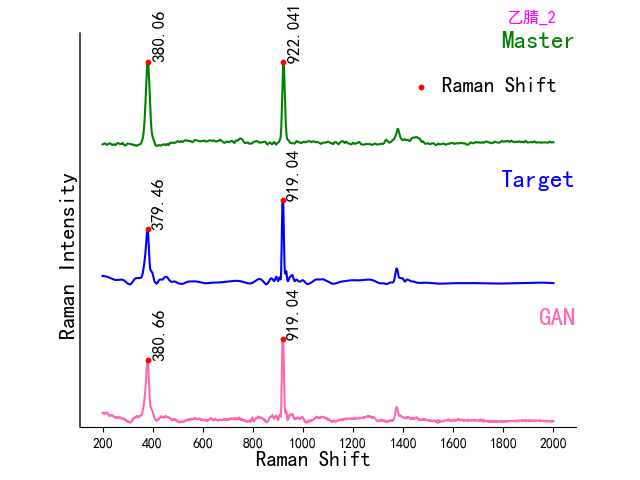 乙腈_2
Master
380.06
922.041
Raman Shift
Target
379.46
919.04
GAN
380.66
919.04
Raman Intensity
200 400 600 800 1000 1200 1400 1600 1800 2000
Raman Shift